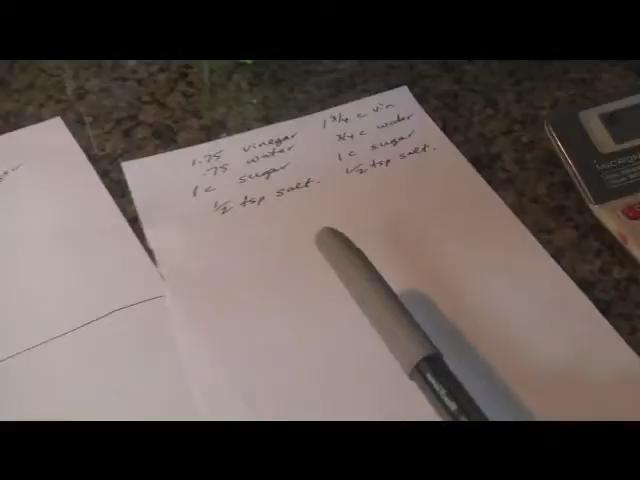 1.75 vinegar
.75 water
1 c sugar
1/2 tsp salt.
1 3/4 c vin
3/4 c water
1 c sugar
1/2 tsp salt.